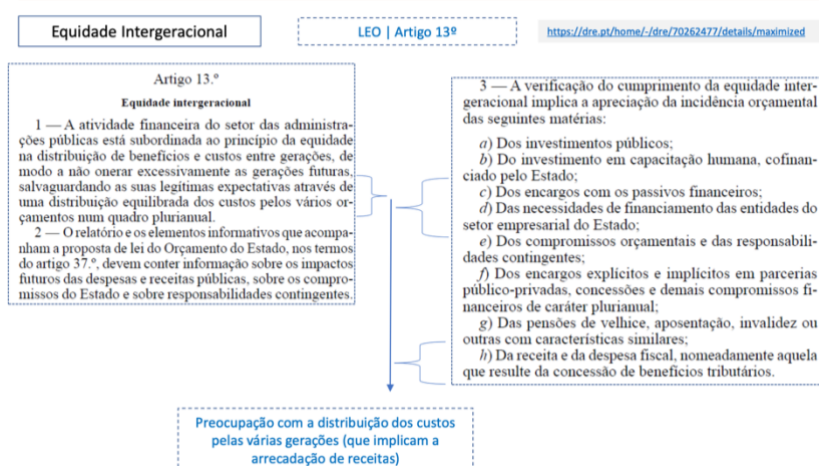 Equidade Intergeracional
LEO | Artigo 13º
https://dre.pt/home/-/dre/70262477/details/maximized
Artigo 13.º
Equidade intergeracional
1 — A atividade financeira do setor das administra-
ções públicas está subordinada ao princípio da equidade
na distribuição de benefícios e custos entre gerações, de
modo a não onerar excessivamente as gerações futuras,
salvaguardando as suas legítimas expectativas através de
uma distribuição equilibrada dos custos pelos vários or-
çamentos num quadro plurianual.
2 — O relatório e os elementos informativos que acompa-
nham a proposta de lei do Orçamento do Estado, nos termos
do artigo 37.º, devem conter informação sobre os impactos
futuros das despesas e receitas públicas, sobre os compro-
missos do Estado e sobre responsabilidades contingentes.
3 — A verificação do cumprimento da equidade inter-
geracional implica a apreciação da incidência orçamental
das seguintes matérias:
a) Dos investimentos públicos;
b) Do investimento em capacitação humana, cofinan-
ciado pelo Estado;
c) Dos encargos com os passivos financeiros;
d) Das necessidades de financiamento das entidades do
setor empresarial do Estado;
e) Dos compromissos orçamentais e das responsabili-
dades contingentes;
f) Dos encargos explícitos e implícitos em parcerias
público-privadas, concessões e demais compromissos fi-
nanceiros de caráter plurianual;
g) Das pensões de velhice, aposentação, invalidez ou
outras com características similares;
h) Da receita e da despesa fiscal, nomeadamente aquela
que resulte da concessão de benefícios tributários.
Preocupação com a distribuição dos custos
pelas várias gerações (que implicam a
arrecadação de receitas)